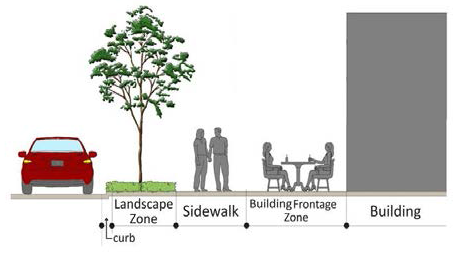 Landscape
Zone
Sidewalk
Building Frontage
Zone
Building
curb